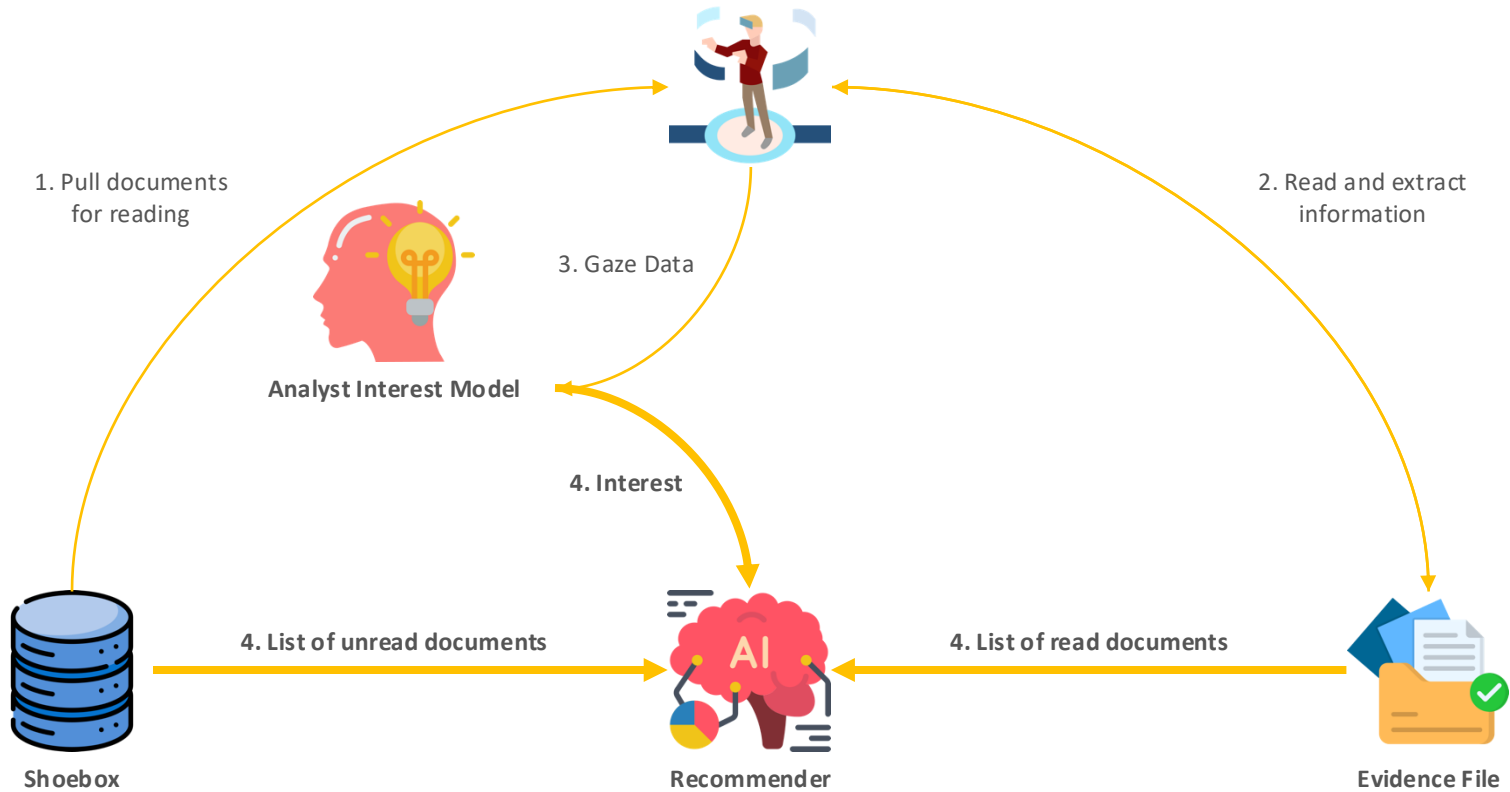 1. Pull documents
for reading
2. Read and extract
information
3. Gaze Data
Analyst Interest Model
4. Interest
4. List of unread documents
AI
4. List of read documents
Shoebox
Recommender
Evidence File